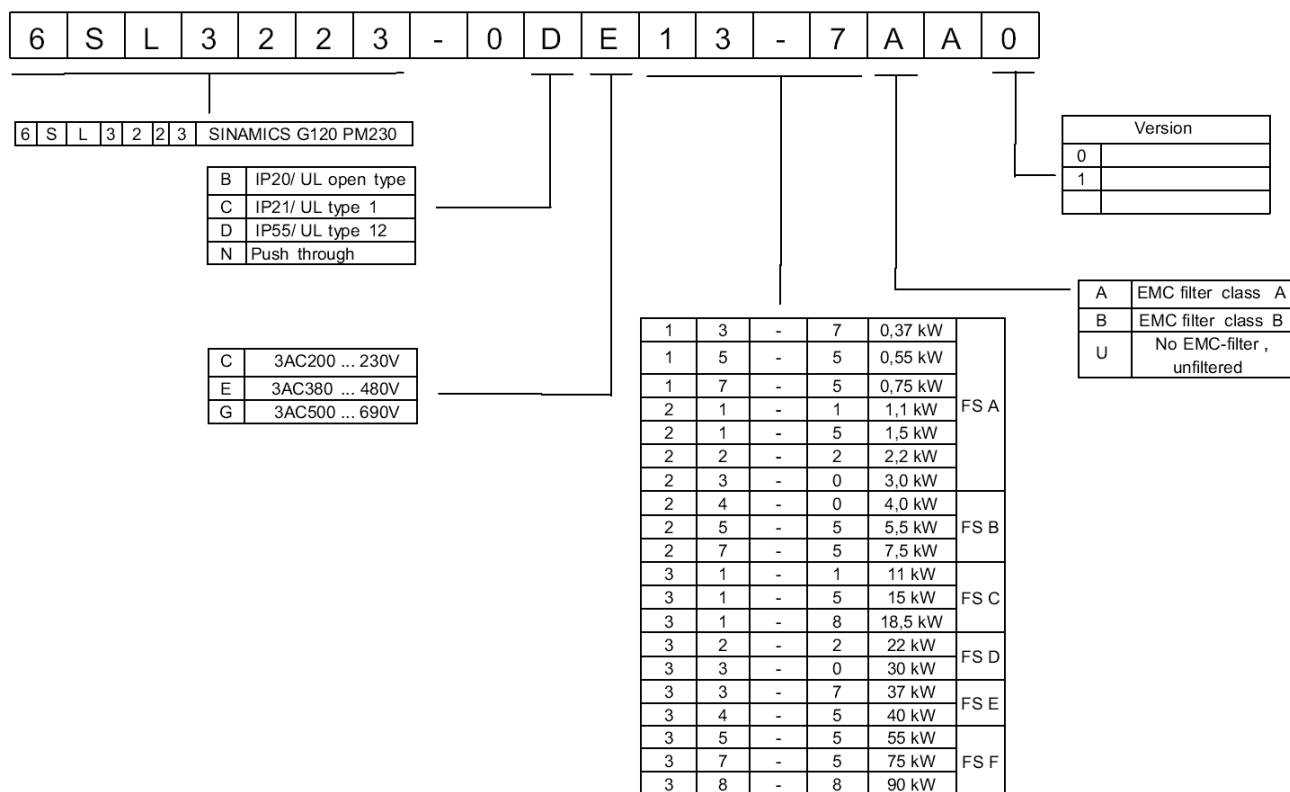 6 S L 3 2 2 3 - 0 D E 1 3 - 7 A A 0
6 S L 3 2 2 3 SINAMICS G120 PM230
Version
0
1
B IP20/ UL open type
C IP21/ UL type 1
D IP55/ UL type 12
N Push through
A EMC filter class A
B EMC filter class B
U No EMC-filter ,
unfiltered
C 3AC200 ... 230V
E 3AC380 ... 480V
G 3AC500 ... 690V
1 3 - 7 0,37 kW
1 5 - 5 0,55 kW
1 7 - 5 0,75 kW
2 1 - 1 1,1 kW
FS A
2 1 - 5 1,5 kW
2 2 - 2 2,2 kW
2 3 - 0 3,0 kW
2 4 - 0 4,0 kW
2 5 - 5 5,5 kW FS B
2 7 - 5 7,5 kW
3 1 - 1 11 kW
3 1 - 5 15 kW FS C
3 1 - 8 18,5 kW
3 2 - 2 22 kW
FS D
3 3 - 0 30 kW
3 3 - 7 37 kW
FS E
3 4 - 5 40 kW
3 5 - 5 55 kW
3 7 - 5 75 kW FS F
3 8 - 8 90 kW